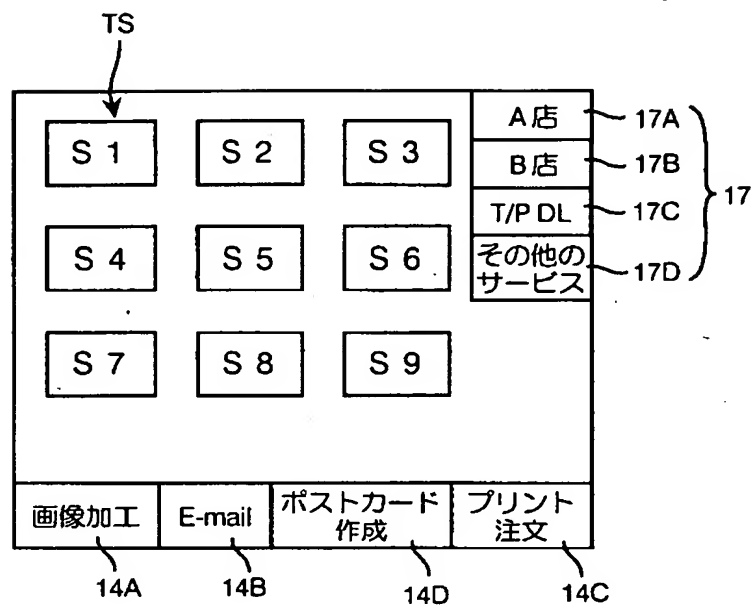 TS
S 1 S 2 S 3
A店 17A
B店 17B
T/P DL 17C
17
その他の
サービス 17D
S 4 S 5 S 6
S 7 S 8 S 9
画像加工 E-mail ポストカード
作成 プリント
注文
14A 14B 14D 14C